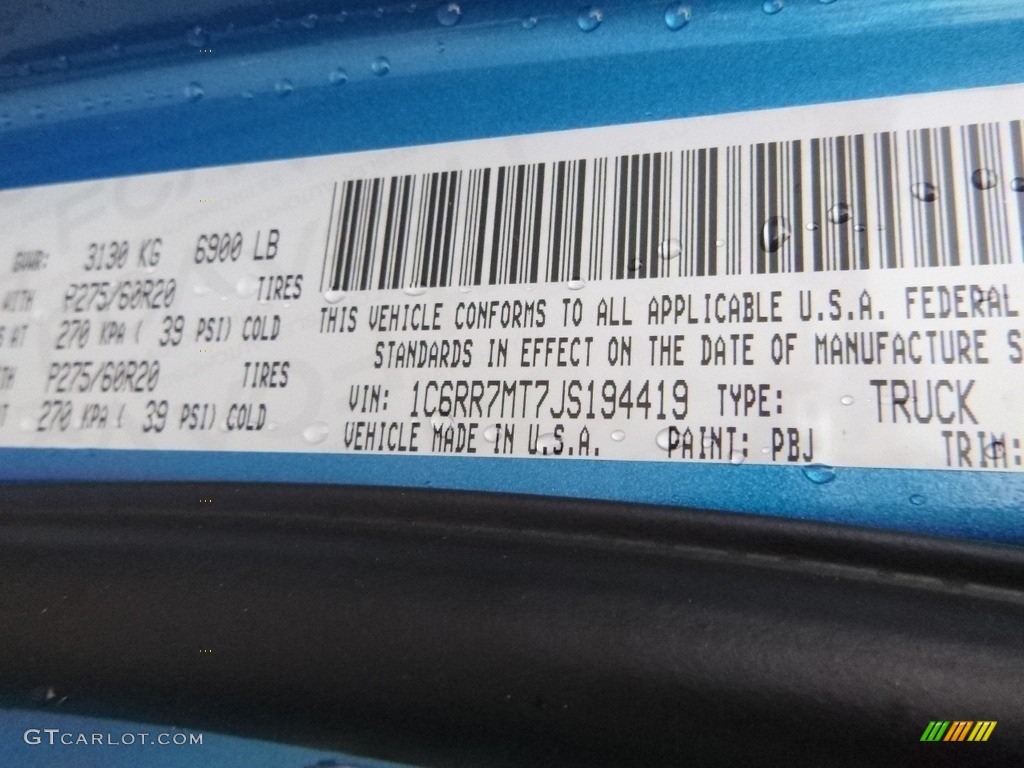 GVWR: 3130 KG 6900 LB
WITH P275/60R20 TIRES
AT 270 KPA ( 39 PSI) COLD
P275/60R20 TIRES
270 KPA ( 39 PSI) COLD
THIS VEHICLE CONFORMS TO ALL APPLICABLE U.S.A. FEDERAL
STANDARDS IN EFFECT ON THE DATE OF MANUFACTURE S
VIN: 1C6RR7MT7JS194419 TYPE: TRUCK
VEHICLE MADE IN U.S.A. PAINT: PBJ TRIM:
GTCARLOT.COM